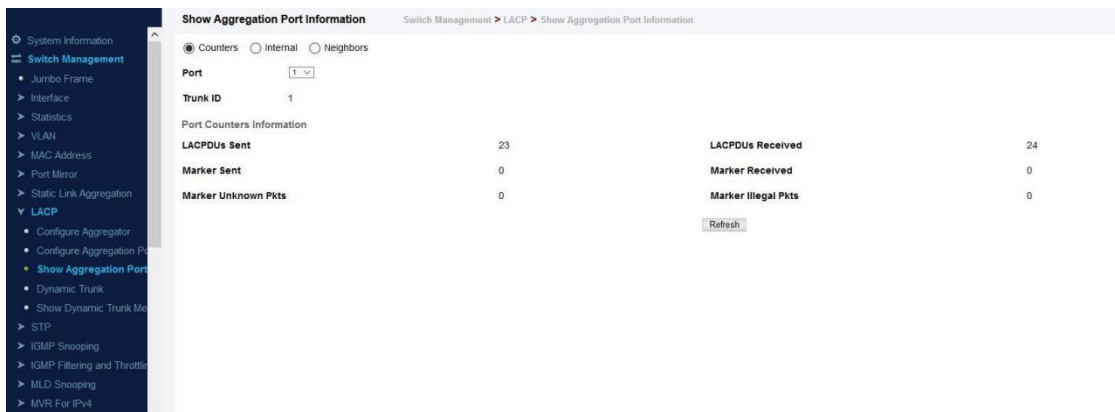 System Information
Switch Management
Jumbo Frame
Interface
Statistics
VLAN
MAC Address
Port Mirror
Static Link Aggregation
LACP
Configure Aggregator
Configure Aggregation Po
Show Aggregation Port
Dynamic Trunk
Show Dynamic Trunk Me
STP
IGMP Snooping
IGMP Filtering and Throttlin
MLD Snooping
MVR For IPv4
Show Aggregation Port Information Switch Management > LACP > Show Aggregation Port Information
Counters Internal Neighbors
Port 1
Trunk ID 1
Port Counters Information
LACPDUs Sent 23 LACPDUs Received 24
Marker Sent 0 Marker Received 0
Marker Unknown Pkts 0 Marker Illegal Pkts 0
Refresh